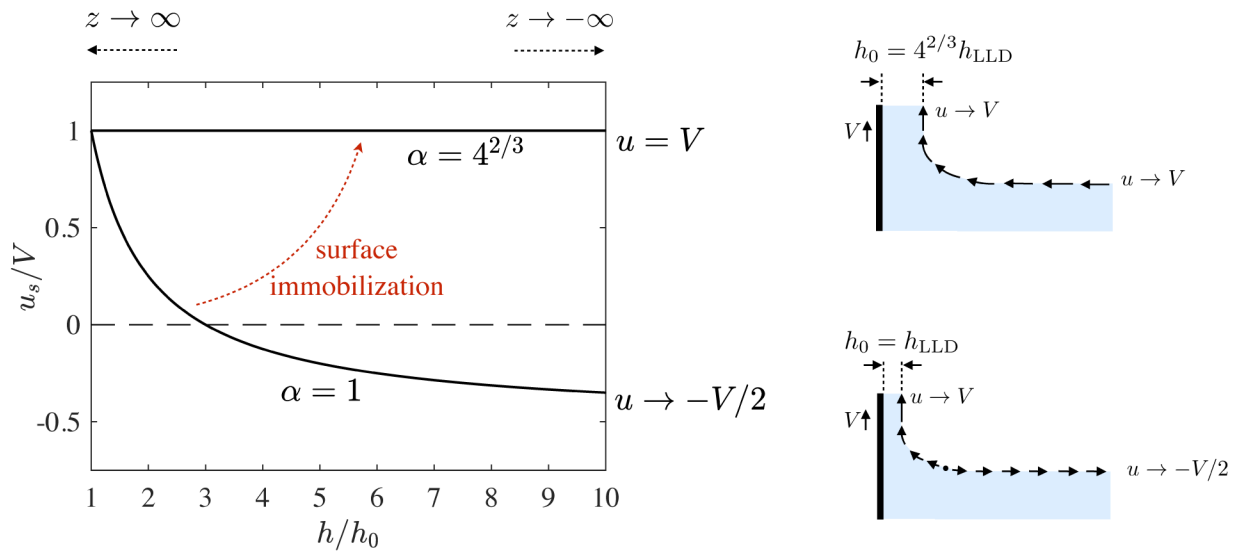 z → ∞
z → −∞
1
0.5
0
-0.5
u_s/V
α = 4^{2/3}
u = V
surface
immobilization
α = 1
u → −V/2
1 2 3 4 5 6 7 8 9 10
h/h_0
h_0 = 4^{2/3} h_LLD
u → V
V
u → V
h_0 = h_LLD
u → V
V
u → −V/2